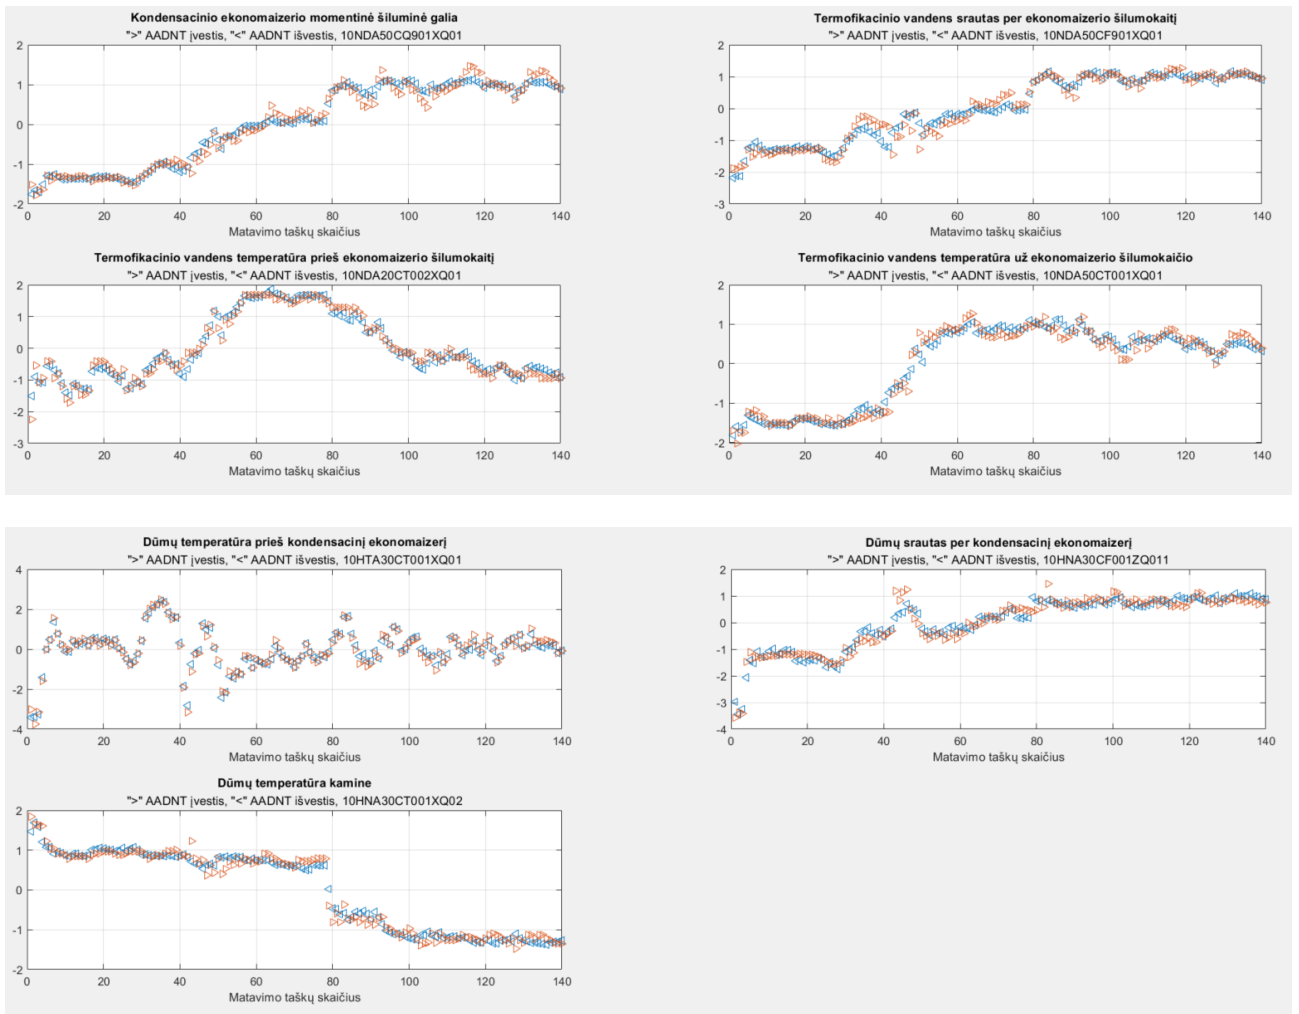 Kondensacinio ekonomaizerio momentinė šiluminė galia
">" AADNT įvestis, "<" AADNT išvestis, 10NDA50CQ901XQ01
2
1
0
-1
-2
0 20 40 60 80 100 120 140
Matavimo taškų skaičius
Termofikacinio vandens srautas per ekonomaizerio šilumokaitį
">" AADNT įvestis, "<" AADNT išvestis, 10NDA50CF901XQ01
2
1
0
-1
-2
-3
0 20 40 60 80 100 120 140
Matavimo taškų skaičius
Termofikacinio vandens temperatūra prieš ekonomaizerio šilumokaitį
">" AADNT įvestis, "<" AADNT išvestis, 10NDA20CT002XQ01
2
1
0
-1
-2
-3
0 20 40 60 80 100 120 140
Matavimo taškų skaičius
Termofikacinio vandens temperatūra už ekonomaizerio šilumokaičio
">" AADNT įvestis, "<" AADNT išvestis, 10NDA50CT001XQ01
2
1
0
-1
-2
0 20 40 60 80 100 120 140
Matavimo taškų skaičius
Dūmų temperatūra prieš kondensacinį ekonomaizerį
">" AADNT įvestis, "<" AADNT išvestis, 10HTA30CT001XQ01
4
2
0
-2
-4
0 20 40 60 80 100 120 140
Matavimo taškų skaičius
Dūmų srautas per kondensacinį ekonomaizerį
">" AADNT įvestis, "<" AADNT išvestis, 10HNA30CF001ZQ011
2
1
0
-1
-2
-3
-4
0 20 40 60 80 100 120 140
Matavimo taškų skaičius
Dūmų temperatūra kamine
">" AADNT įvestis, "<" AADNT išvestis, 10HNA30CT001XQ02
2
1
0
-1
-2
0 20 40 60 80 100 120 140
Matavimo taškų skaičius